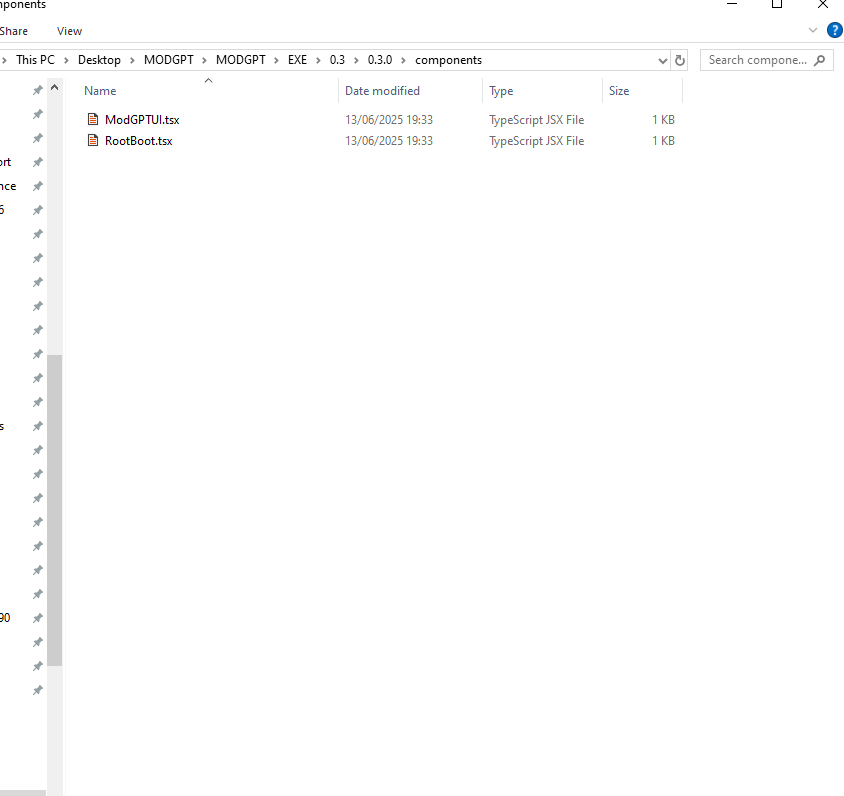 mponents
Share View
This PC Desktop MODGPT MODGPT EXE 0.3 0.3.0 components Search compone...
Name Date modified Type Size
ModGPTUI.tsx 13/06/2025 19:33 TypeScript JSX File 1 KB
RootBoot.tsx 13/06/2025 19:33 TypeScript JSX File 1 KB
ort
nce
6
s
90